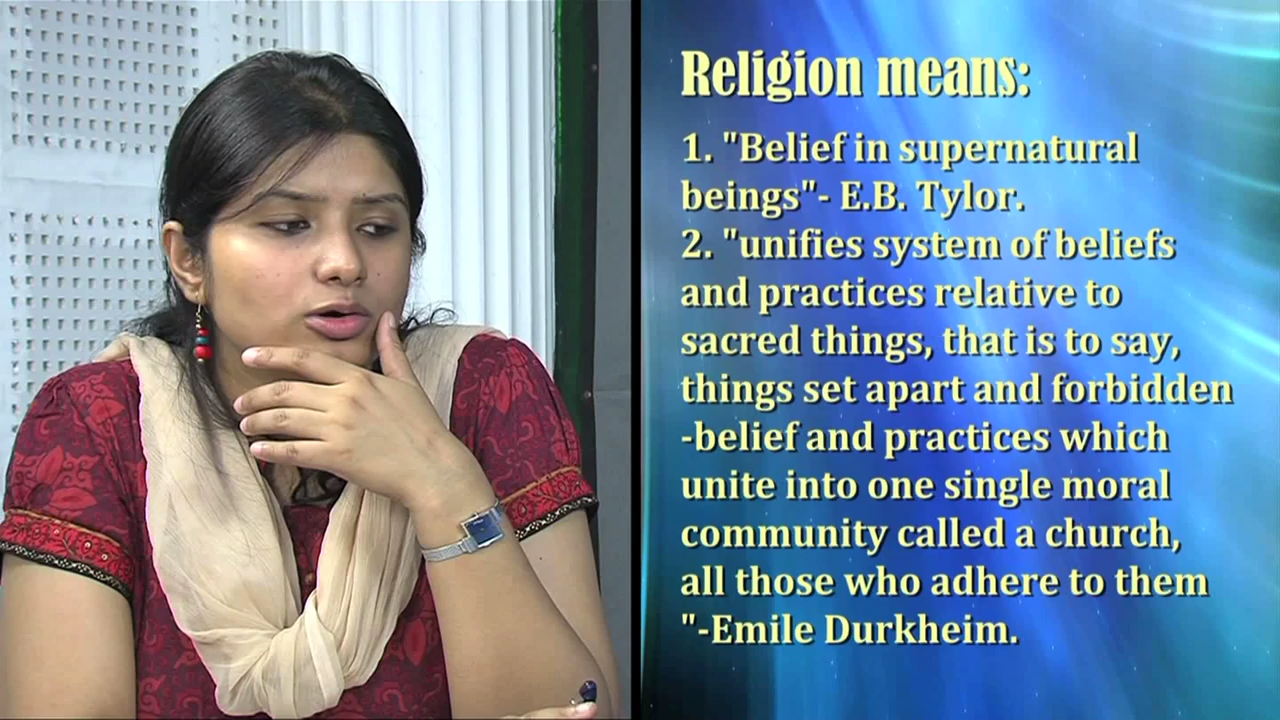 Religion means:
1. "Belief in supernatural
beings"- E.B. Tylor.
2. "unifies system of beliefs
and practices relative to
sacred things, that is to say,
things set apart and forbidden
-belief and practices which
unite into one single moral
community called a church,
all those who adhere to them
"-Emile Durkheim.